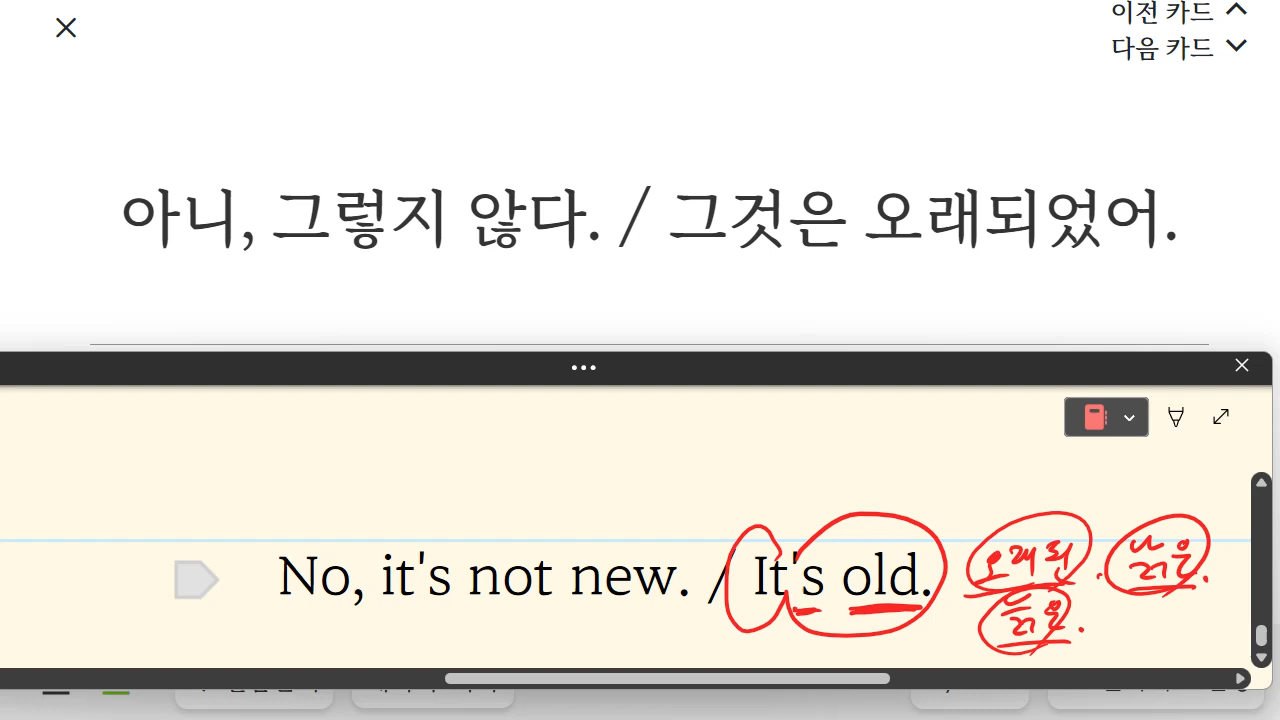 이전 카드
다음 카드
아니, 그렇지 않다. / 그것은 오래되었어.
No, it's not new. / It's old.
오래된. 낡은.
늙은.